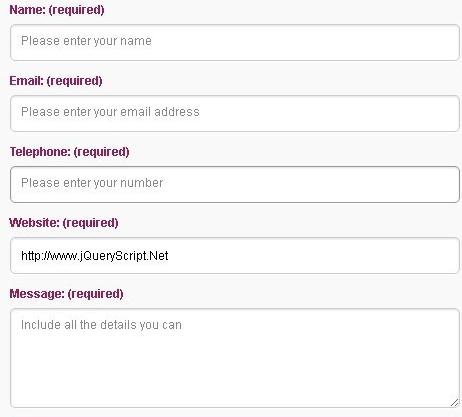 Name: (required)
Please enter your name
Email: (required)
Please enter your email address
Telephone: (required)
Please enter your number
Website: (required)
http://www.jQueryScript.Net
Message: (required)
Include all the details you can